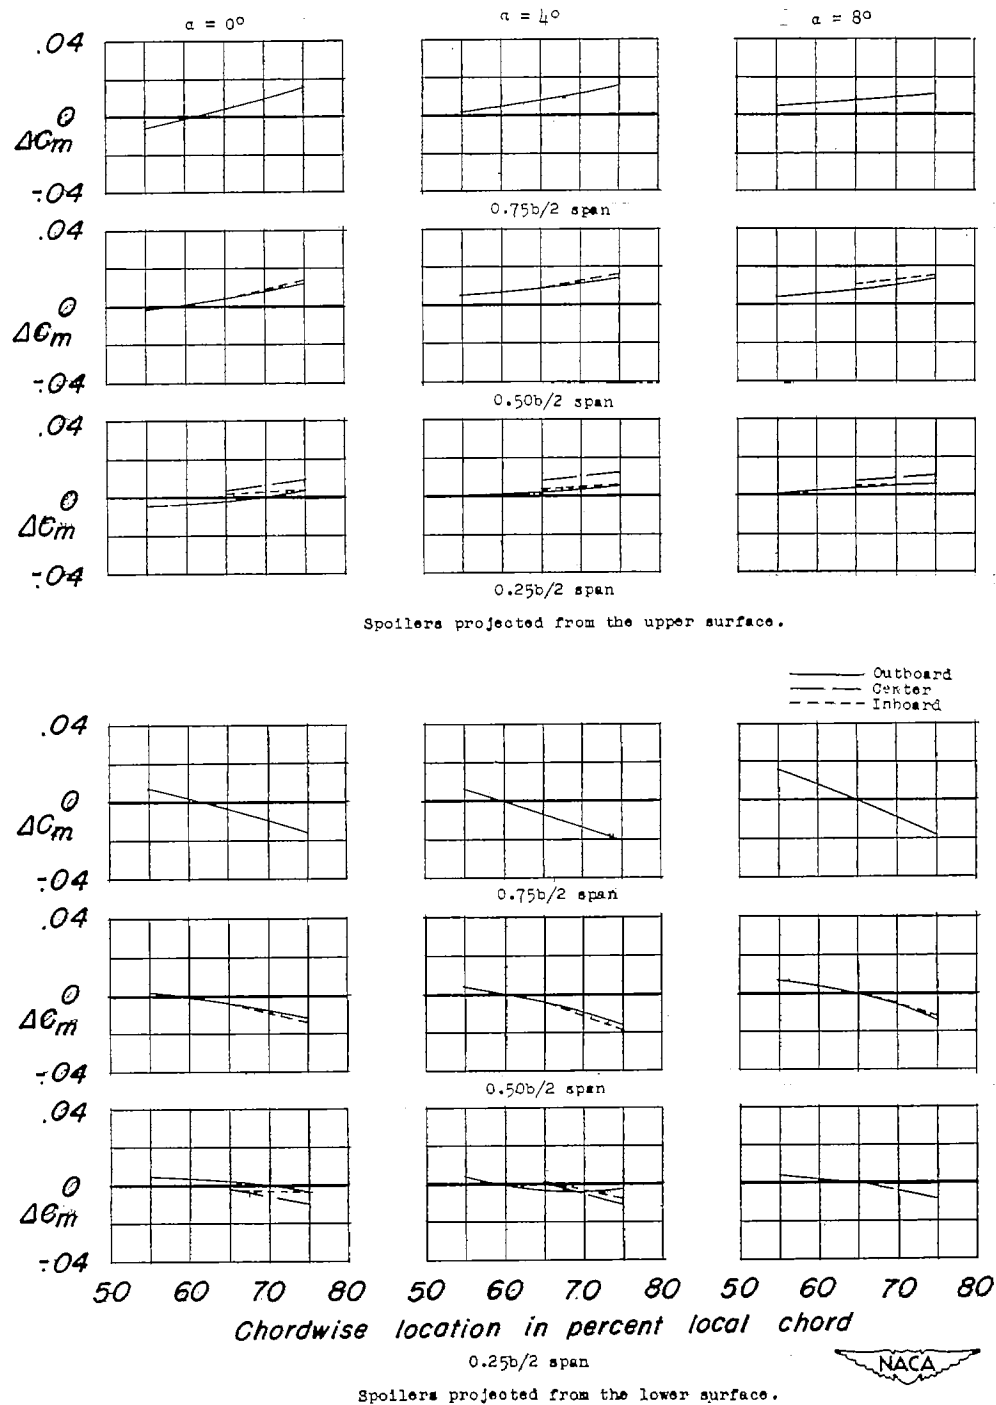 α = 0° α = 4° α = 8°
.04
0
ΔCm
-.04
0.75b/2 span
.04
0
ΔCm
-.04
0.50b/2 span
.04
0
ΔCm
-.04
0.25b/2 span
Spoilers projected from the upper surface.
Outboard
Center
Inboard
.04
0
ΔCm
-.04
0.75b/2 span
.04
0
ΔCm
-.04
0.50b/2 span
.04
0
ΔCm
-.04
50 60 70 80 50 60 70 80 50 60 70 80
Chordwise location in percent local chord
0.25b/2 span
NACA
Spoilers projected from the lower surface.